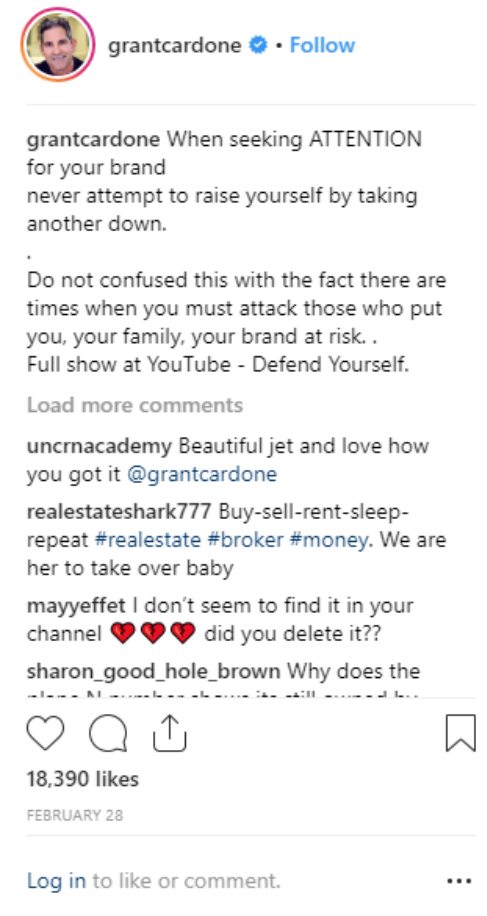 grantcardone • Follow
grantcardone When seeking ATTENTION
for your brand
never attempt to raise yourself by taking
another down.
.
Do not confused this with the fact there are
times when you must attack those who put
you, your family, your brand at risk. .
Full show at YouTube - Defend Yourself.
Load more comments
uncrnacademy Beautiful jet and love how
you got it @grantcardone
realestateshark777 Buy-sell-rent-sleep-
repeat #realestate #broker #money. We are
her to take over baby
mayyeffet I don't seem to find it in your
channel 💔💔💔 did you delete it??
sharon_good_hole_brown Why does the
18,390 likes
FEBRUARY 28
Log in to like or comment.